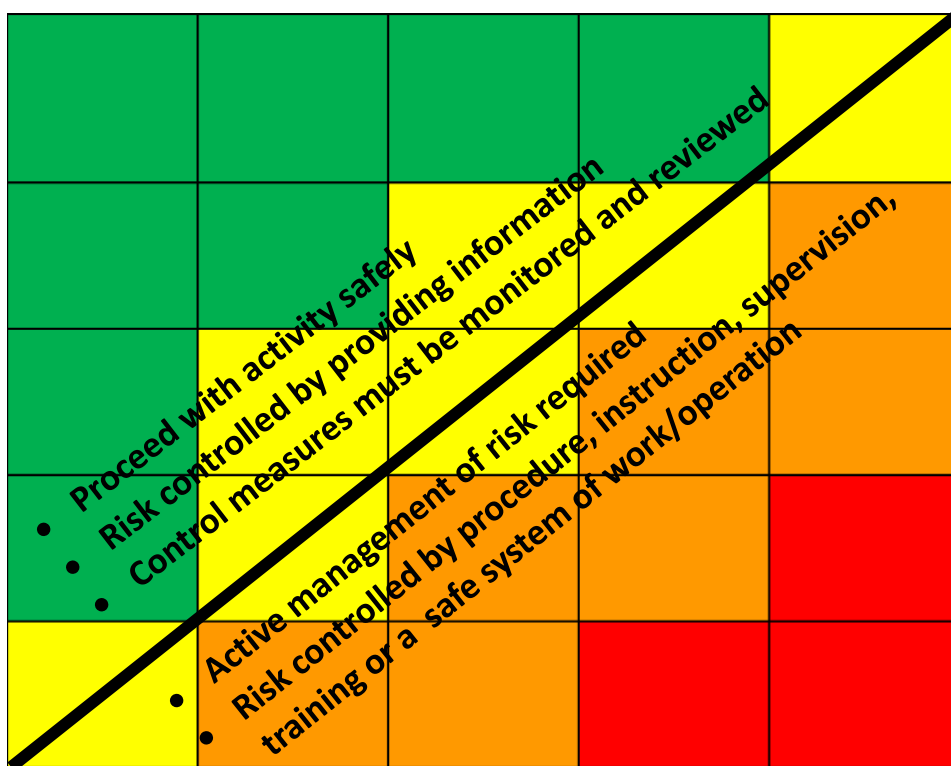 • Proceed with activity safely
• Risk controlled by providing information
• Control measures must be monitored and reviewed
• Active management of risk required
• Risk controlled by procedure, instruction, supervision,
training or a safe system of work/operation